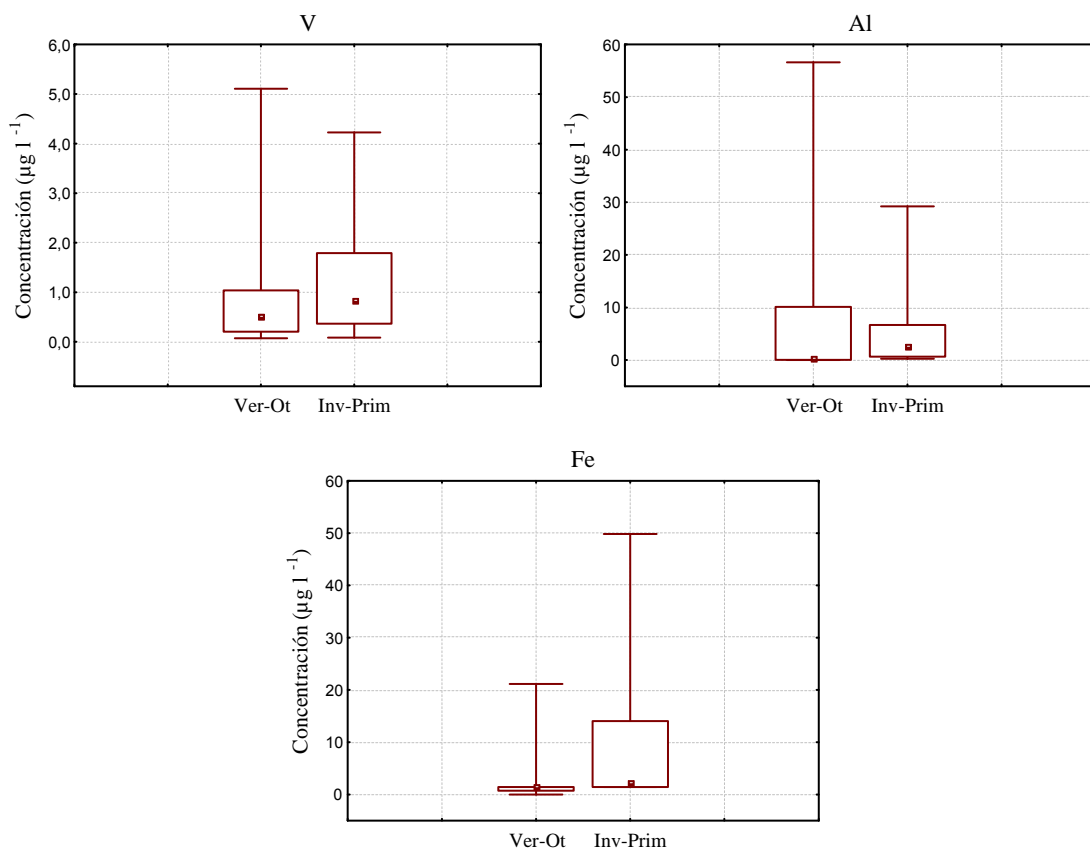 V
Concentración (µg l⁻¹)
6,0
5,0
4,0
3,0
2,0
1,0
0,0
Ver-Ot Inv-Prim
Al
Concentración (µg l⁻¹)
60
50
40
30
20
10
0
Ver-Ot Inv-Prim
Fe
Concentración (µg l⁻¹)
60
50
40
30
20
10
0
Ver-Ot Inv-Prim